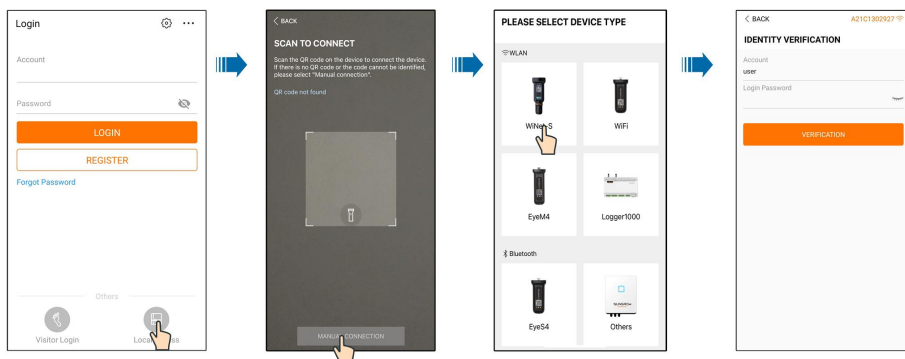 Login
Account
Password
LOGIN
REGISTER
Forgot Password
Others
Visitor Login
BACK
SCAN TO CONNECT
Scan the QR code on the device to connect the device.
If there is no QR code or the code cannot be identified,
please select "Manual connection".
QR code not found
CONNECTION
PLEASE SELECT DEVICE TYPE
WLAN
WiNet-S
WiFi
EyeM4
Logger1000
Bluetooth
EyeS4
Others
BACK
A21C1302927
IDENTITY VERIFICATION
Account
user
Login Password
VERIFICATION